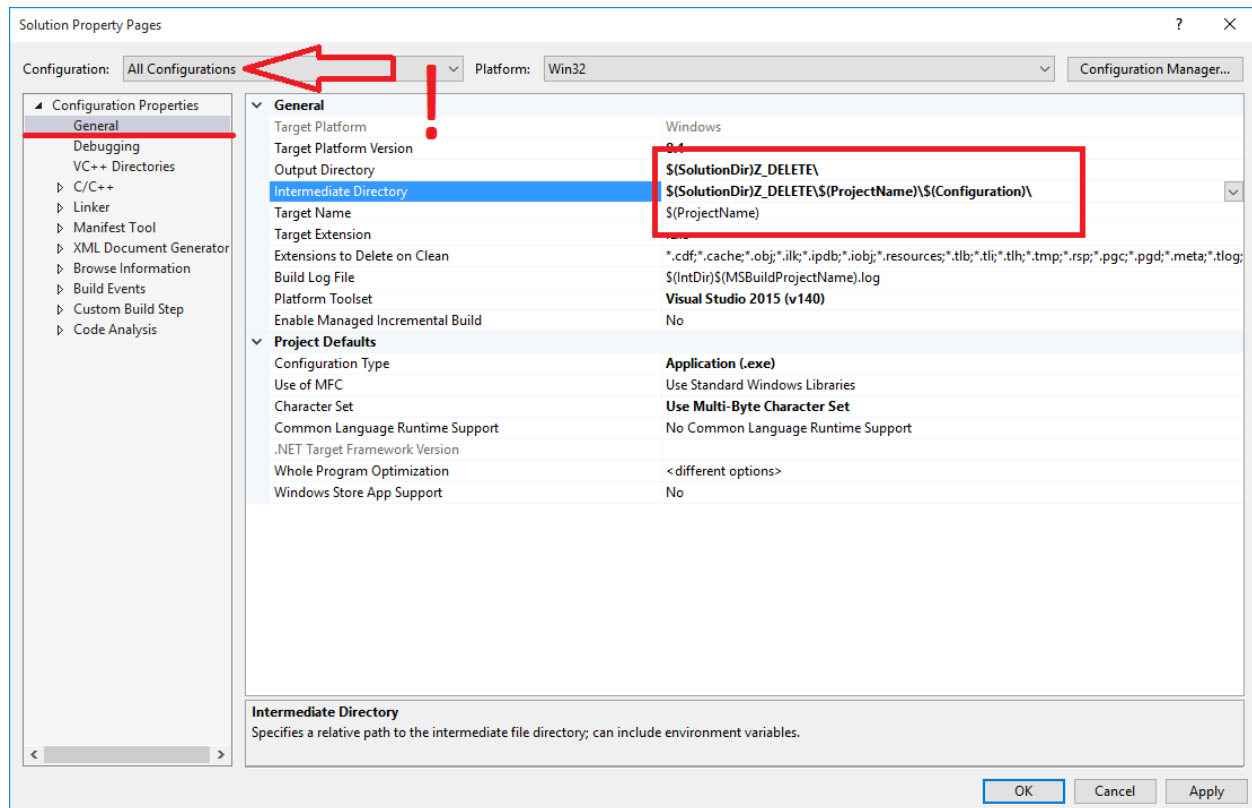 Solution Property Pages
?
Configuration: All Configurations Platform: Win32 Configuration Manager...
Configuration Properties
General
Debugging
VC++ Directories
C/C++
Linker
Manifest Tool
XML Document Generator
Browse Information
Build Events
Custom Build Step
Code Analysis
!
General
Target Platform Windows
Target Platform Version 8.1
Output Directory $(SolutionDir)Z_DELETE\
Intermediate Directory $(SolutionDir)Z_DELETE\$(ProjectName)\$(Configuration)\
Target Name $(ProjectName)
Target Extension
Extensions to Delete on Clean *.cdf;*.cache;*.obj;*.ilk;*.ipdb;*.iobj;*.resources;*.tlb;*.tli;*.tlh;*.tmp;*.rsp;*.pgc;*.pgd;*.meta;*.tlog;
Build Log File $(IntDir)$(MSBuildProjectName).log
Platform Toolset Visual Studio 2015 (v140)
Enable Managed Incremental Build No
Project Defaults
Configuration Type Application (.exe)
Use of MFC Use Standard Windows Libraries
Character Set Use Multi-Byte Character Set
Common Language Runtime Support No Common Language Runtime Support
.NET Target Framework Version
Whole Program Optimization <different options>
Windows Store App Support No
Intermediate Directory
Specifies a relative path to the intermediate file directory; can include environment variables.
OK Cancel Apply